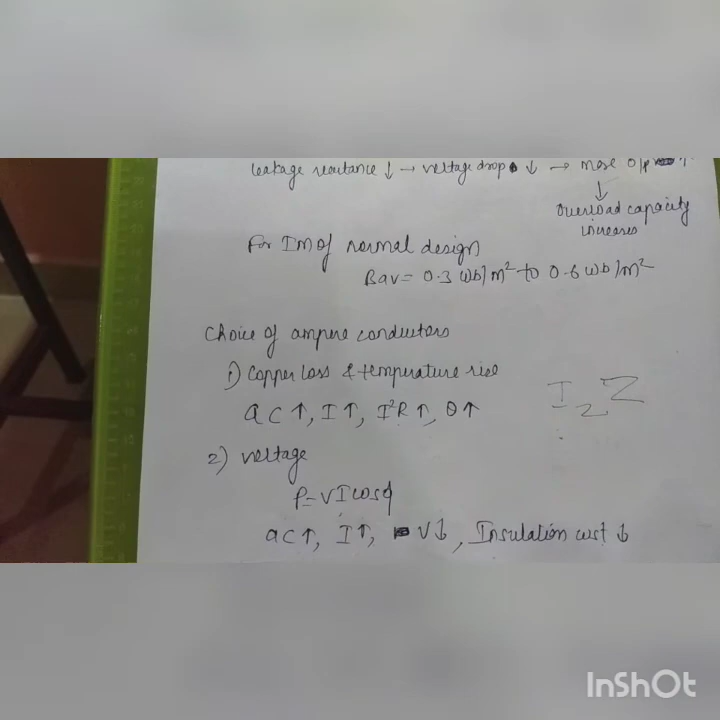 leakage reactance ↓ → voltage drop ↓ → more o/p ↑
↓
overload capacity
increases
For IM of normal design
Bav = 0.3 wb/m² to 0.6 wb/m²
Choice of ampere conductors
1) Copper loss & temperature rise
ac↑, I↑, I²R↑, θ↑
I₂Z
2) voltage
P = VI cosφ
ac↑, I↑, V↓, Insulation cost ↓
InShOt